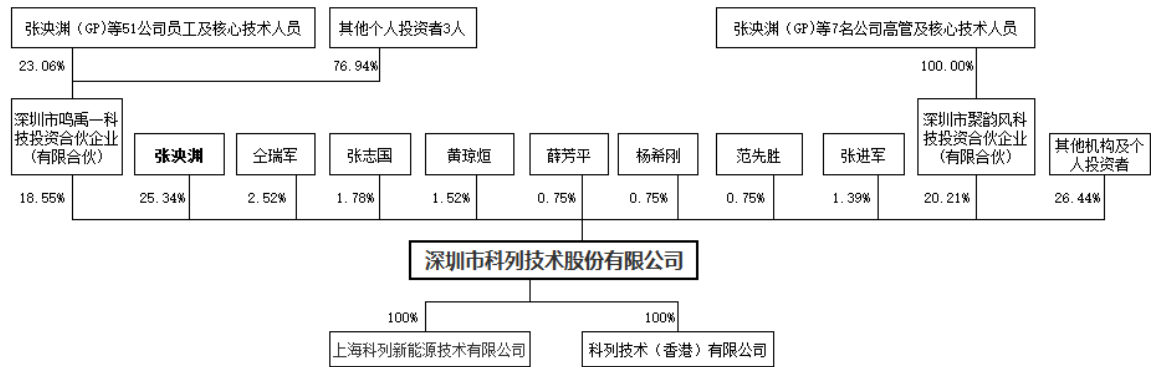 张泱渊（GP)等51公司员工及核心技术人员
其他个人投资者3人
张泱渊（GP)等7名公司高管及核心技术人员
23.06%
76.94%
100.00%
深圳市鸣禹一科
技投资合伙企业
(有限合伙）
张泱渊
仝瑞军
张志国
黄琼烜
薛芳平
杨希刚
范先胜
张进军
深圳市聚韵风科
技投资合伙企业
(有限合伙）
其他机构及个
人投资者
18.55%
25.34%
2.52%
1.78%
1.52%
0.75%
0.75%
0.75%
1.39%
20.21%
26.44%
深圳市科列技术股份有限公司
100%
100%
上海科列新能源技术有限公司
科列技术（香港）有限公司